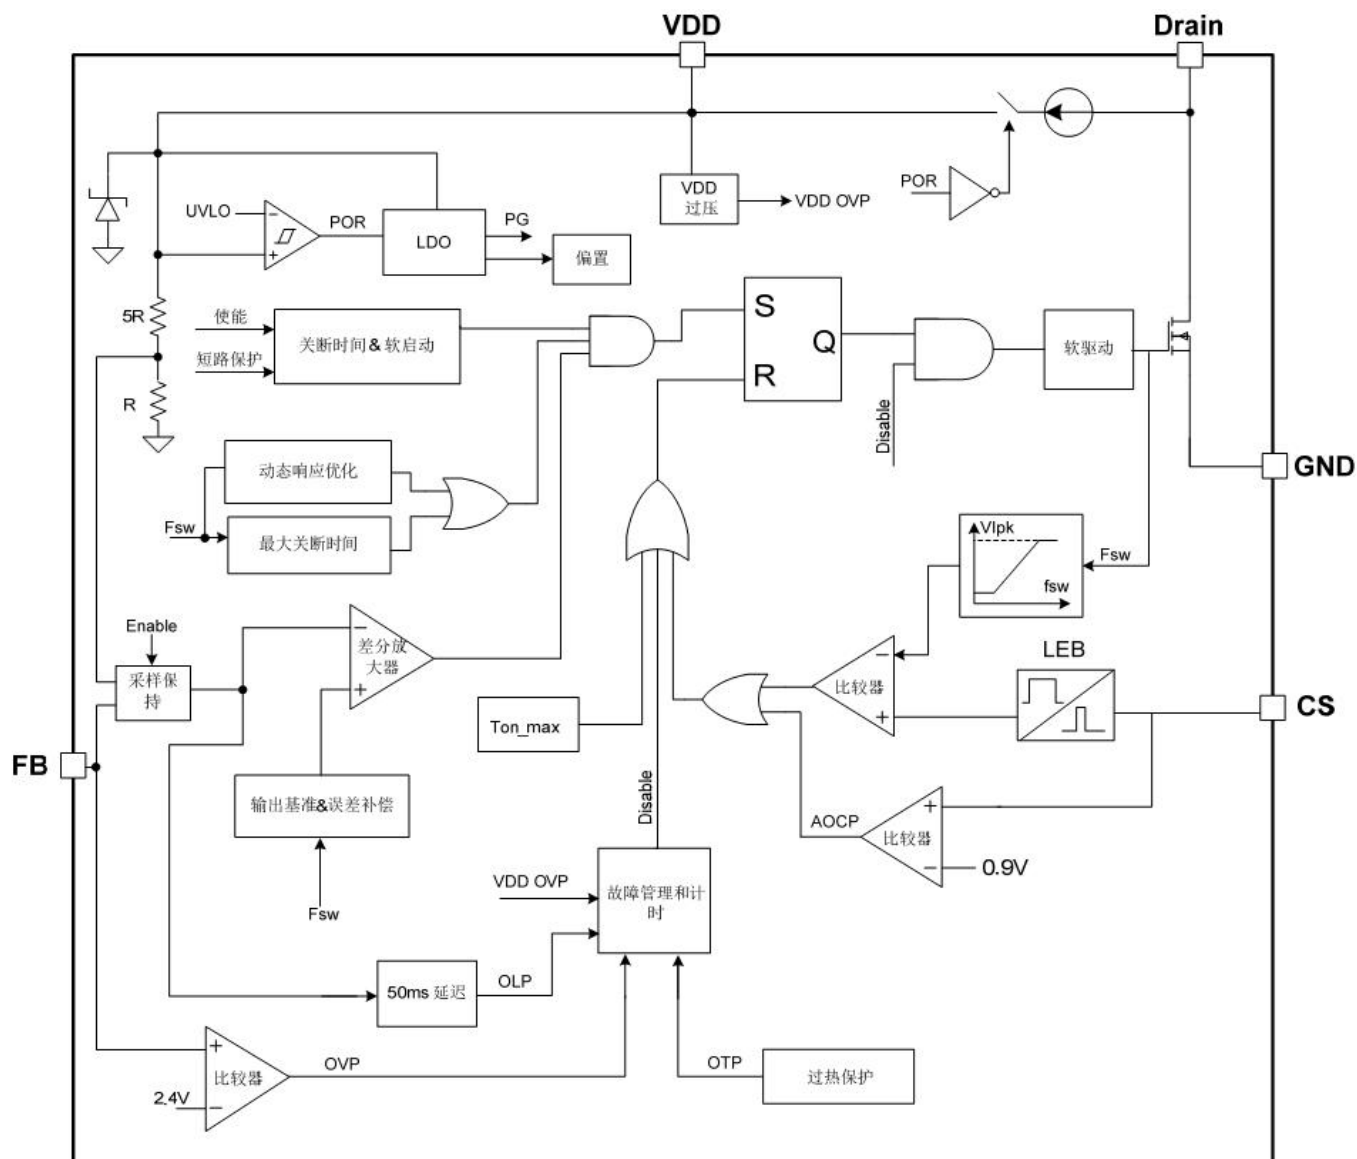 VDD
Drain
POR
VDD
过压
VDD OVP
UVLO
−
POR
+
LDO
PG
偏置
5R
使能
短路保护
关断时间&软启动
S
Q
R
软驱动
R
Disable
动态响应优化
Fsw
最大关断时间
GND
VIpk
Fsw
fsw
Enable
采样保
持
−
差分放
大器
+
LEB
−
比较器
+
CS
Ton_max
FB
输出基准&误差补偿
Disable
AOCP
+
比较器
−
0.9V
Fsw
VDD OVP
故障管理和计
时
50ms 延迟
OLP
+
比较器
2.4V
−
OVP
OTP
过热保护